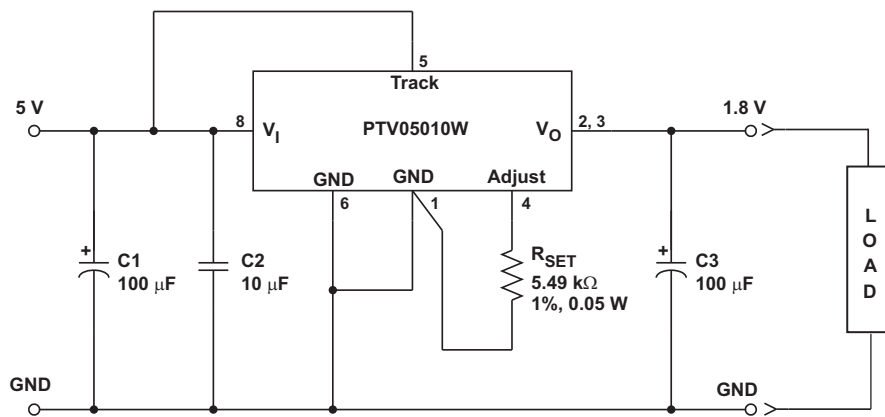 5
Track
5 V
8
V_I
PTV05010W
V_O
2, 3
1.8 V
GND
GND
Adjust
6
1
4
+
C1
100 μF
C2
10 μF
R_SET
5.49 kΩ
1%, 0.05 W
+
C3
100 μF
L
O
A
D
GND
GND